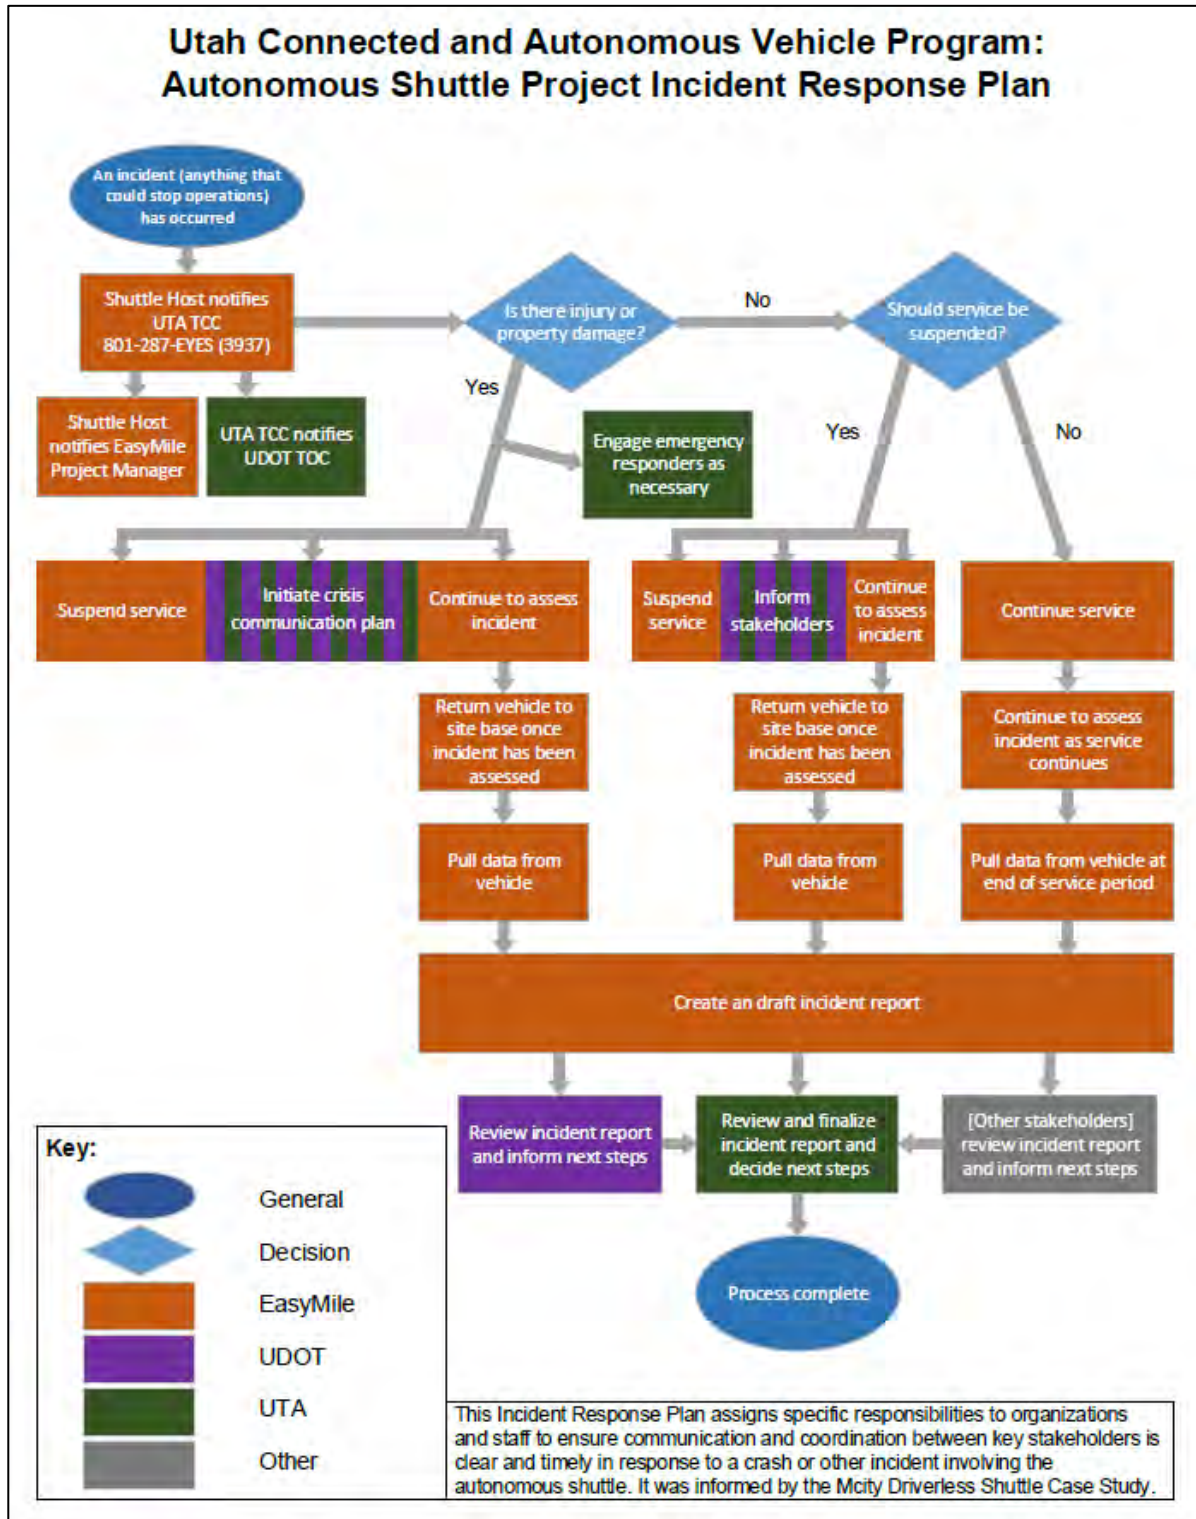 Utah Connected and Autonomous Vehicle Program:
Autonomous Shuttle Project Incident Response Plan
An incident (anything that
could stop operations)
has occurred
Shuttle Host notifies
UTA TCC
801-287-EYES (3937)
Is there injury or
property damage?
No
Should service be
suspended?
Yes
Shuttle Host
notifies EasyMile
Project Manager
UTA TCC notifies
UDOT TOC
Engage emergency
responders as
necessary
Yes
No
Suspend service
Initiate crisis
communication plan
Continue to assess
incident
Suspend
service
Inform
stakeholders
Continue
to assess
incident
Continue service
Return vehicle to
site base once
incident has been
assessed
Return vehicle to
site base once
incident has been
assessed
Continue to assess
incident as service
continues
Pull data from
vehicle
Pull data from
vehicle
Pull data from vehicle at
end of service period
Create an draft incident report
Review incident report
and inform next steps
Review and finalize
incident report and
decide next steps
[Other stakeholders]
review incident report
and inform next steps
Process complete
Key:
General
Decision
EasyMile
UDOT
UTA
Other
This Incident Response Plan assigns specific responsibilities to organizations
and staff to ensure communication and coordination between key stakeholders is
clear and timely in response to a crash or other incident involving the
autonomous shuttle. It was informed by the Mcity Driverless Shuttle Case Study.